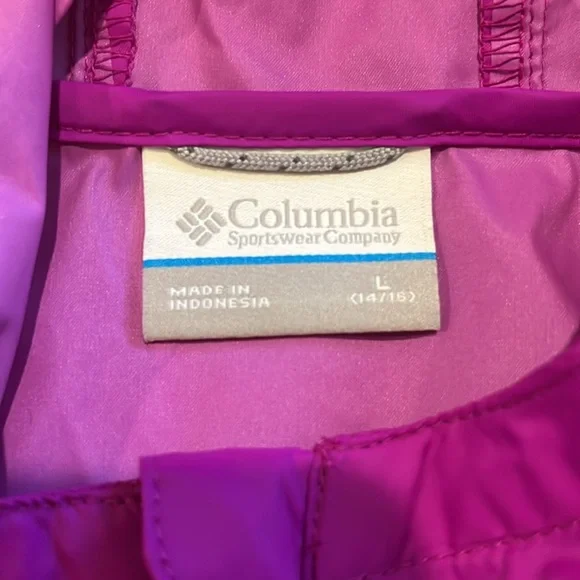 Columbia
Sportswear Company
MADE IN
INDONESIA
L
(14/16)